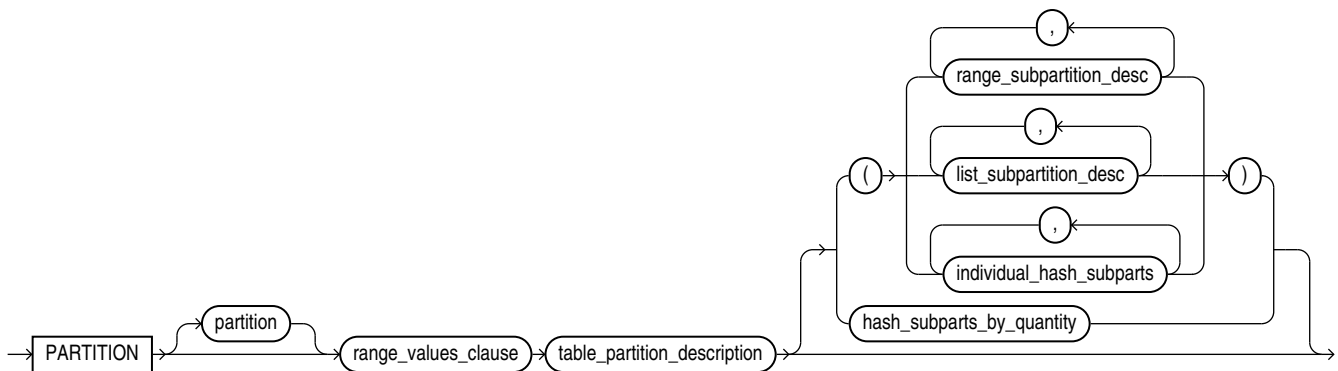 ,
range_subpartition_desc
,
( list_subpartition_desc )
,
individual_hash_subparts
partition hash_subparts_by_quantity
PARTITION range_values_clause table_partition_description